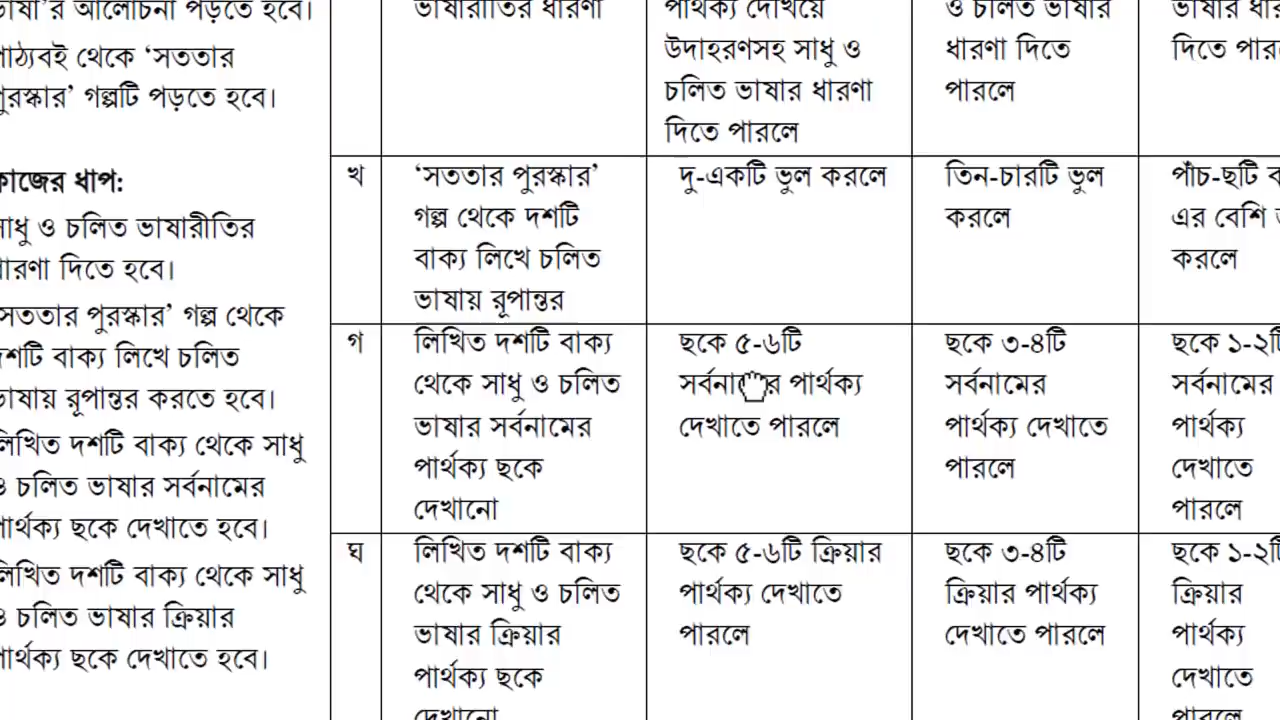 ভাষা'র আলোচনা পড়তে হবে।
পাঠ্যবই থেকে ‘সততার
পুরস্কার’ গল্পটি পড়তে হবে।
কাজের ধাপ:
সাধু ও চলিত ভাষারীতির
ধারণা দিতে হবে।
‘সততার পুরস্কার’ গল্প থেকে
দশটি বাক্য লিখে চলিত
ভাষায় রূপান্তর করতে হবে।
লিখিত দশটি বাক্য থেকে সাধু
ও চলিত ভাষার সর্বনামের
পার্থক্য ছকে দেখাতে হবে।
লিখিত দশটি বাক্য থেকে সাধু
ও চলিত ভাষার ক্রিয়ার
পার্থক্য ছকে দেখাতে হবে।
ভাষারীতির ধারণা
পার্থক্য দেখিয়ে
উদাহরণসহ সাধু ও
চলিত ভাষার ধারণা
দিতে পারলে
ও চলিত ভাষার
ধারণা দিতে
পারলে
ভাষার
দিতে
খ
‘সততার পুরস্কার’
গল্প থেকে দশটি
বাক্য লিখে চলিত
ভাষায় রূপান্তর
দু-একটি ভুল করলে
তিন-চারটি ভুল
করলে
পাঁচ-ছটি
এর বেশি
করলে
গ
লিখিত দশটি বাক্য
থেকে সাধু ও চলিত
ভাষার সর্বনামের
পার্থক্য ছকে
দেখানো
ছকে ৫-৬টি
সর্বনামের পার্থক্য
দেখাতে পারলে
ছকে ৩-৪টি
সর্বনামের
পার্থক্য দেখাতে
পারলে
ছকে ১-২টি
সর্বনামের
পার্থক্য
দেখাতে
পারলে
ঘ
লিখিত দশটি বাক্য
থেকে সাধু ও চলিত
ভাষার ক্রিয়ার
পার্থক্য ছকে
দেখানো
ছকে ৫-৬টি ক্রিয়ার
পার্থক্য দেখাতে
পারলে
ছকে ৩-৪টি
ক্রিয়ার পার্থক্য
দেখাতে পারলে
ছকে ১-২টি
ক্রিয়ার
পার্থক্য
দেখাতে
পারলে